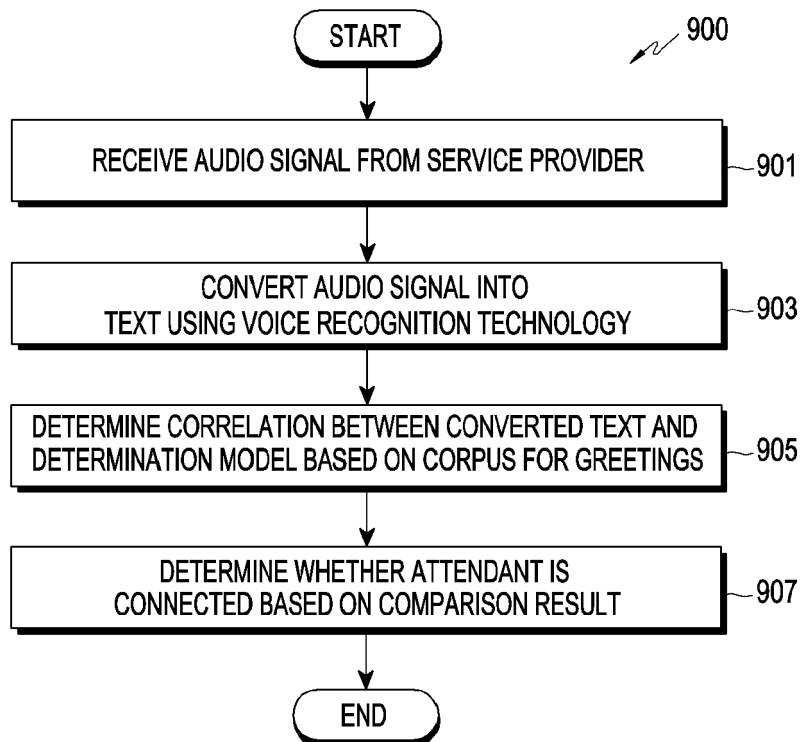 START
900
RECEIVE AUDIO SIGNAL FROM SERVICE PROVIDER
901
CONVERT AUDIO SIGNAL INTO
TEXT USING VOICE RECOGNITION TECHNOLOGY
903
DETERMINE CORRELATION BETWEEN CONVERTED TEXT AND
DETERMINATION MODEL BASED ON CORPUS FOR GREETINGS
905
DETERMINE WHETHER ATTENDANT IS
CONNECTED BASED ON COMPARISON RESULT
907
END